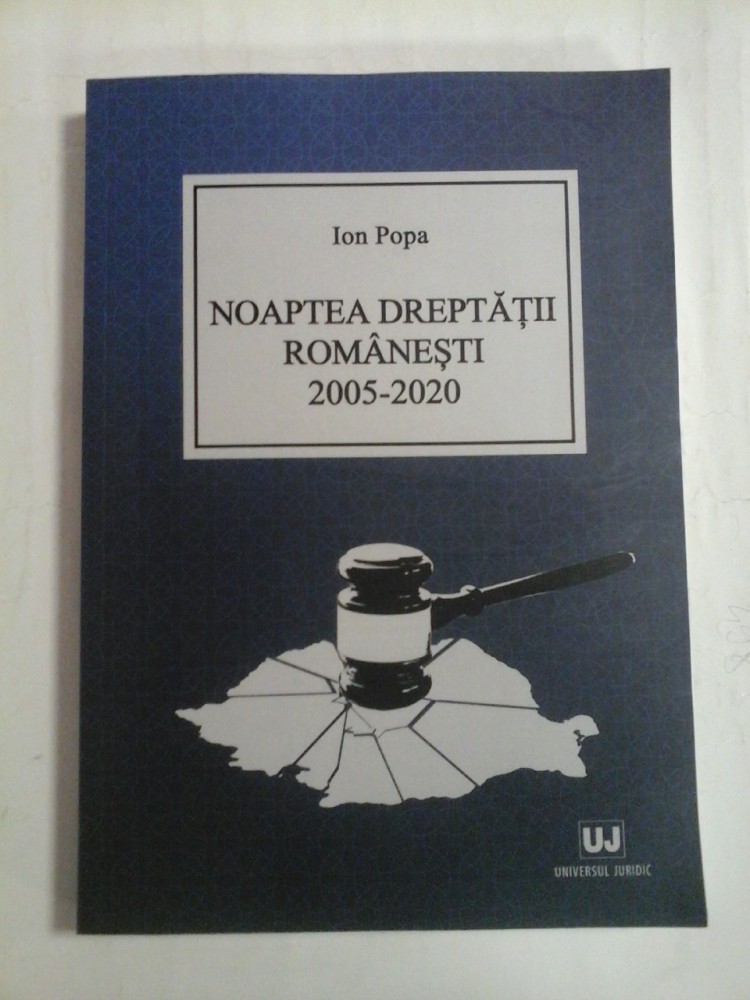 Ion Popa
NOAPTEA DREPTĂȚII
ROMÂNEȘTI
2005-2020
UJ
UNIVERSUL JURIDIC